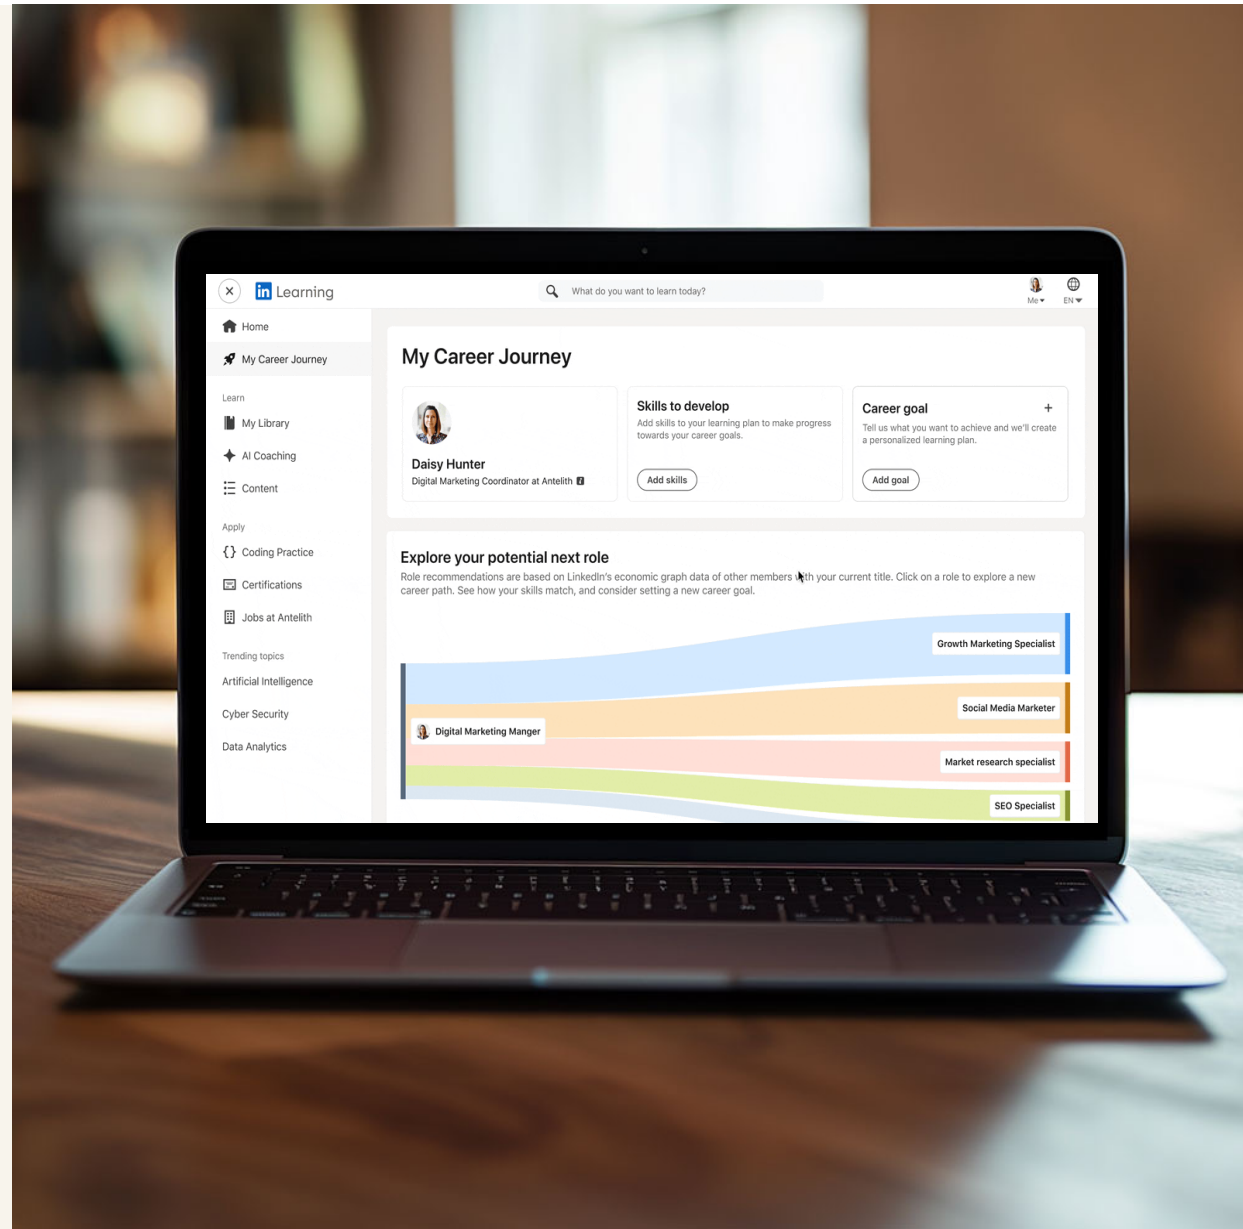 in Learning
What do you want to learn today?
Me
EN
Home
My Career Journey
Learn
My Library
AI Coaching
Content
Apply
Coding Practice
Certifications
Jobs at Antelith
Trending topics
Artificial Intelligence
Cyber Security
Data Analytics
My Career Journey
Daisy Hunter
Digital Marketing Coordinator at Antelith
Skills to develop
Add skills to your learning plan to make progress
towards your career goals.
Add skills
Career goal
Tell us what you want to achieve and we'll create
a personalized learning plan.
Add goal
Explore your potential next role
Role recommendations are based on LinkedIn's economic graph data of other members with your current title. Click on a role to explore a new
career path. See how your skills match, and consider setting a new career goal.
Digital Marketing Manger
Growth Marketing Specialist
Social Media Marketer
Market research specialist
SEO Specialist